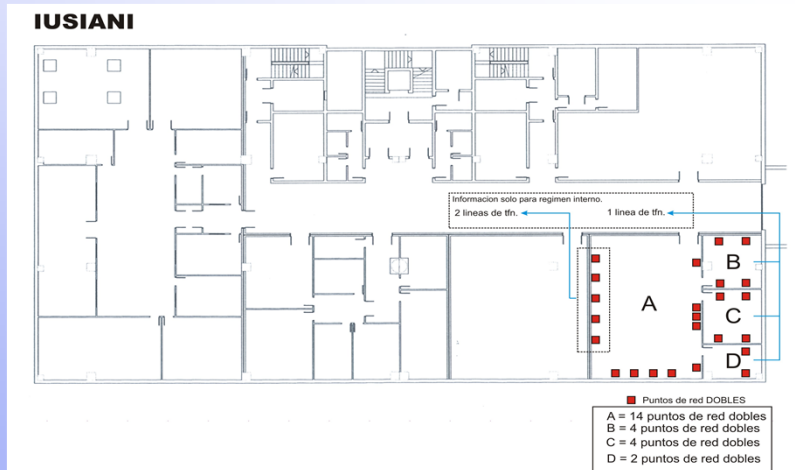 IUSIANI
Informacion solo para regimen interno.
2 lineas de tfn. 1 linea de tfn.
B
A
C
D
Puntos de red DOBLES
A = 14 puntos de red dobles
B = 4 puntos de red dobles
C = 4 puntos de red dobles
D = 2 puntos de red dobles